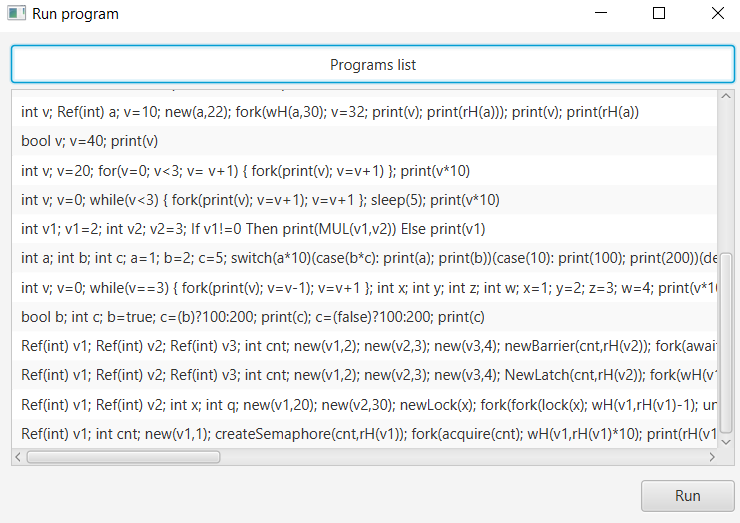 Run program
Programs list
int v; Ref(int) a; v=10; new(a,22); fork(wH(a,30); v=32; print(v); print(rH(a))); print(v); print(rH(a))
bool v; v=40; print(v)
int v; v=20; for(v=0; v<3; v= v+1) { fork(print(v); v=v+1) }; print(v*10)
int v; v=0; while(v<3) { fork(print(v); v=v+1); v=v+1 }; sleep(5); print(v*10)
int v1; v1=2; int v2; v2=3; If v1!=0 Then print(MUL(v1,v2)) Else print(v1)
int a; int b; int c; a=1; b=2; c=5; switch(a*10)(case(b*c): print(a); print(b))(case(10): print(100); print(200))(de
int v; v=0; while(v==3) { fork(print(v); v=v-1); v=v+1 }; int x; int y; int z; int w; x=1; y=2; z=3; w=4; print(v*10
bool b; int c; b=true; c=(b)?100:200; print(c); c=(false)?100:200; print(c)
Ref(int) v1; Ref(int) v2; Ref(int) v3; int cnt; new(v1,2); new(v2,3); new(v3,4); newBarrier(cnt,rH(v2)); fork(awai
Ref(int) v1; Ref(int) v2; Ref(int) v3; int cnt; new(v1,2); new(v2,3); new(v3,4); NewLatch(cnt,rH(v2)); fork(wH(v1
Ref(int) v1; Ref(int) v2; int x; int q; new(v1,20); new(v2,30); newLock(x); fork(fork(lock(x); wH(v1,rH(v1)-1); un
Ref(int) v1; int cnt; new(v1,1); createSemaphore(cnt,rH(v1)); fork(acquire(cnt); wH(v1,rH(v1)*10); print(rH(v1
Run